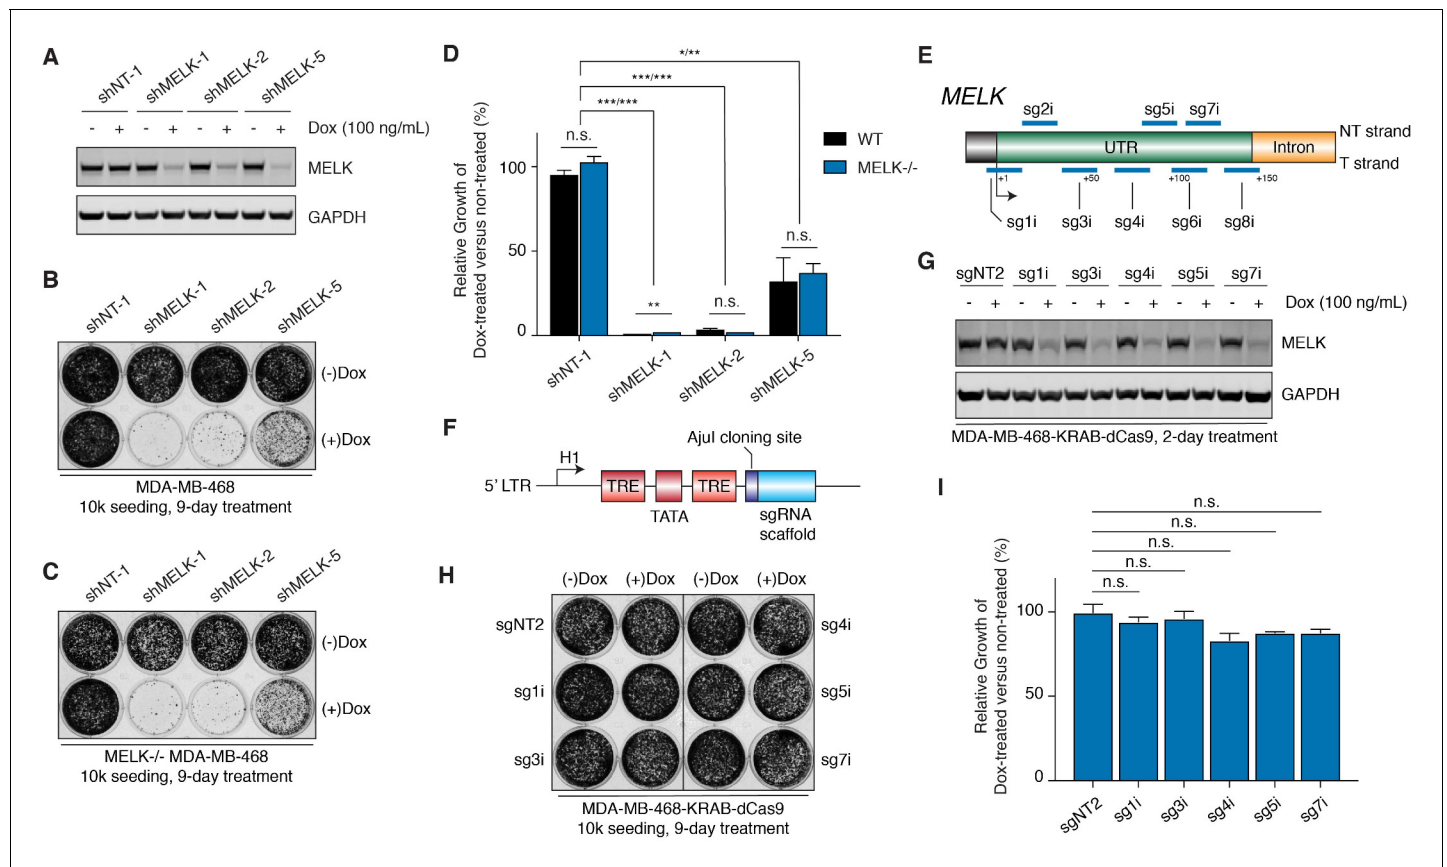 A
shNT-1 shMELK-1 shMELK-2 shMELK-5
- + - + - + - + Dox (100 ng/mL)
MELK
GAPDH
B
shNT-1 shMELK-1 shMELK-2 shMELK-5
(-)Dox
(+)Dox
MDA-MB-468
10k seeding, 9-day treatment
C
shNT-1 shMELK-1 shMELK-2 shMELK-5
(-)Dox
(+)Dox
MELK-/- MDA-MB-468
10k seeding, 9-day treatment
D
*/**
***/***
***/***
n.s.
** n.s.
n.s.
WT
MELK-/-
Relative Growth of
Dox-treated versus non-treated (%)
100
50
0
shNT-1 shMELK-1 shMELK-2 shMELK-5
E
MELK
sg2i sg5i sg7i
UTR Intron
NT strand
T strand
+1 +50 +100 +150
sg1i sg3i sg4i sg6i sg8i
F
AjuI cloning site
H1
5' LTR TRE TRE
TATA
sgRNA
scaffold
G
sgNT2 sg1i sg3i sg4i sg5i sg7i
- + - + - + - + - + - + Dox (100 ng/mL)
MELK
GAPDH
MDA-MB-468-KRAB-dCas9, 2-day treatment
H
(-)Dox (+)Dox (-)Dox (+)Dox
sgNT2 sg4i
sg1i sg5i
sg3i sg7i
MDA-MB-468-KRAB-dCas9
10k seeding, 9-day treatment
I
n.s.
n.s.
n.s.
n.s.
n.s.
Relative Growth of
Dox-treated versus non-treated (%)
100
50
0
sgNT2 sg1i sg3i sg4i sg5i sg7i